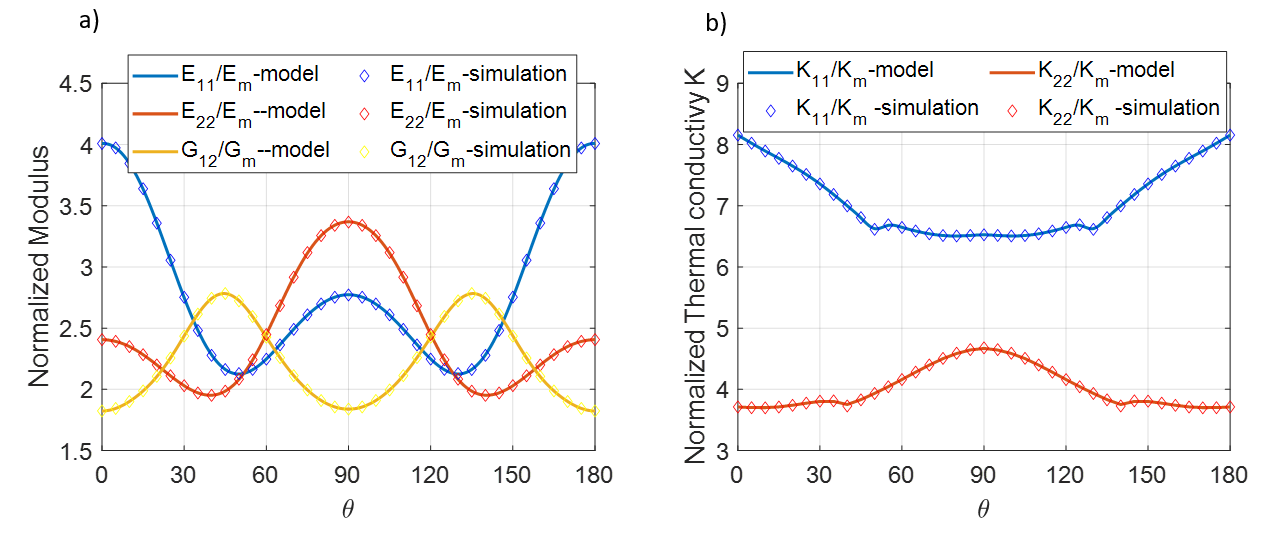 a)
E11/Em-model E11/Em-simulation
E22/Em--model E22/Em-simulation
G12/Gm--model G12/Gm-simulation
Normalized Modulus
4.5
4
3.5
3
2.5
2
1.5
0 30 60 90 120 150 180
θ
b)
K11/Km-model K22/Km-model
K11/Km -simulation K22/Km -simulation
Normalized Thermal conductivy K
9
8
7
6
5
4
3
0 30 60 90 120 150 180
θ